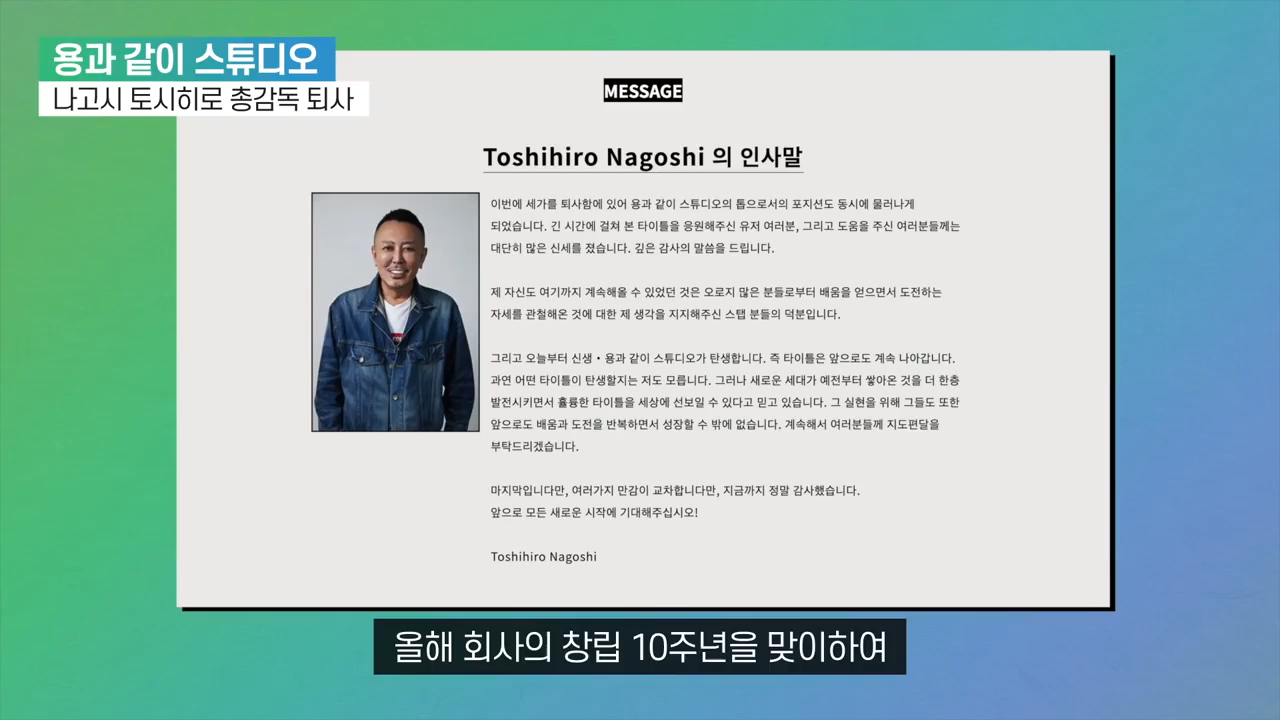 용과 같이 스튜디오
나고시 토시히로 총감독 퇴사
MESSAGE
Toshihiro Nagoshi 의 인사말
이번에 세가를 퇴사함에 있어 용과 같이 스튜디오의 톱으로서의 포지션도 동시에 물러나게
되었습니다. 긴 시간에 걸쳐 본 타이틀을 응원해주신 유저 여러분, 그리고 도움을 주신 여러분들께는
대단히 많은 신세를 졌습니다. 깊은 감사의 말씀을 드립니다.
제 자신도 여기까지 계속해올 수 있었던 것은 오로지 많은 분들로부터 배움을 얻으면서 도전하는
자세를 관철해온 것에 대한 제 생각을 지지해주신 스탭 분들의 덕분입니다.
그리고 오늘부터 신생・용과 같이 스튜디오가 탄생합니다. 즉 타이틀은 앞으로도 계속 나아갑니다.
과연 어떤 타이틀이 탄생할지는 저도 모릅니다. 그러나 새로운 세대가 예전부터 쌓아온 것을 더 한층
발전시키면서 훌륭한 타이틀을 세상에 선보일 수 있다고 믿고 있습니다. 그 실현을 위해 그들도 또한
앞으로도 배움과 도전을 반복하면서 성장할 수 밖에 없습니다. 계속해서 여러분들께 지도편달을
부탁드리겠습니다.
마지막입니다만, 여러가지 만감이 교차합니다만, 지금까지 정말 감사했습니다.
앞으로 모든 새로운 시작에 기대해주십시오!
Toshihiro Nagoshi
올해 회사의 창립 10주년을 맞이하여